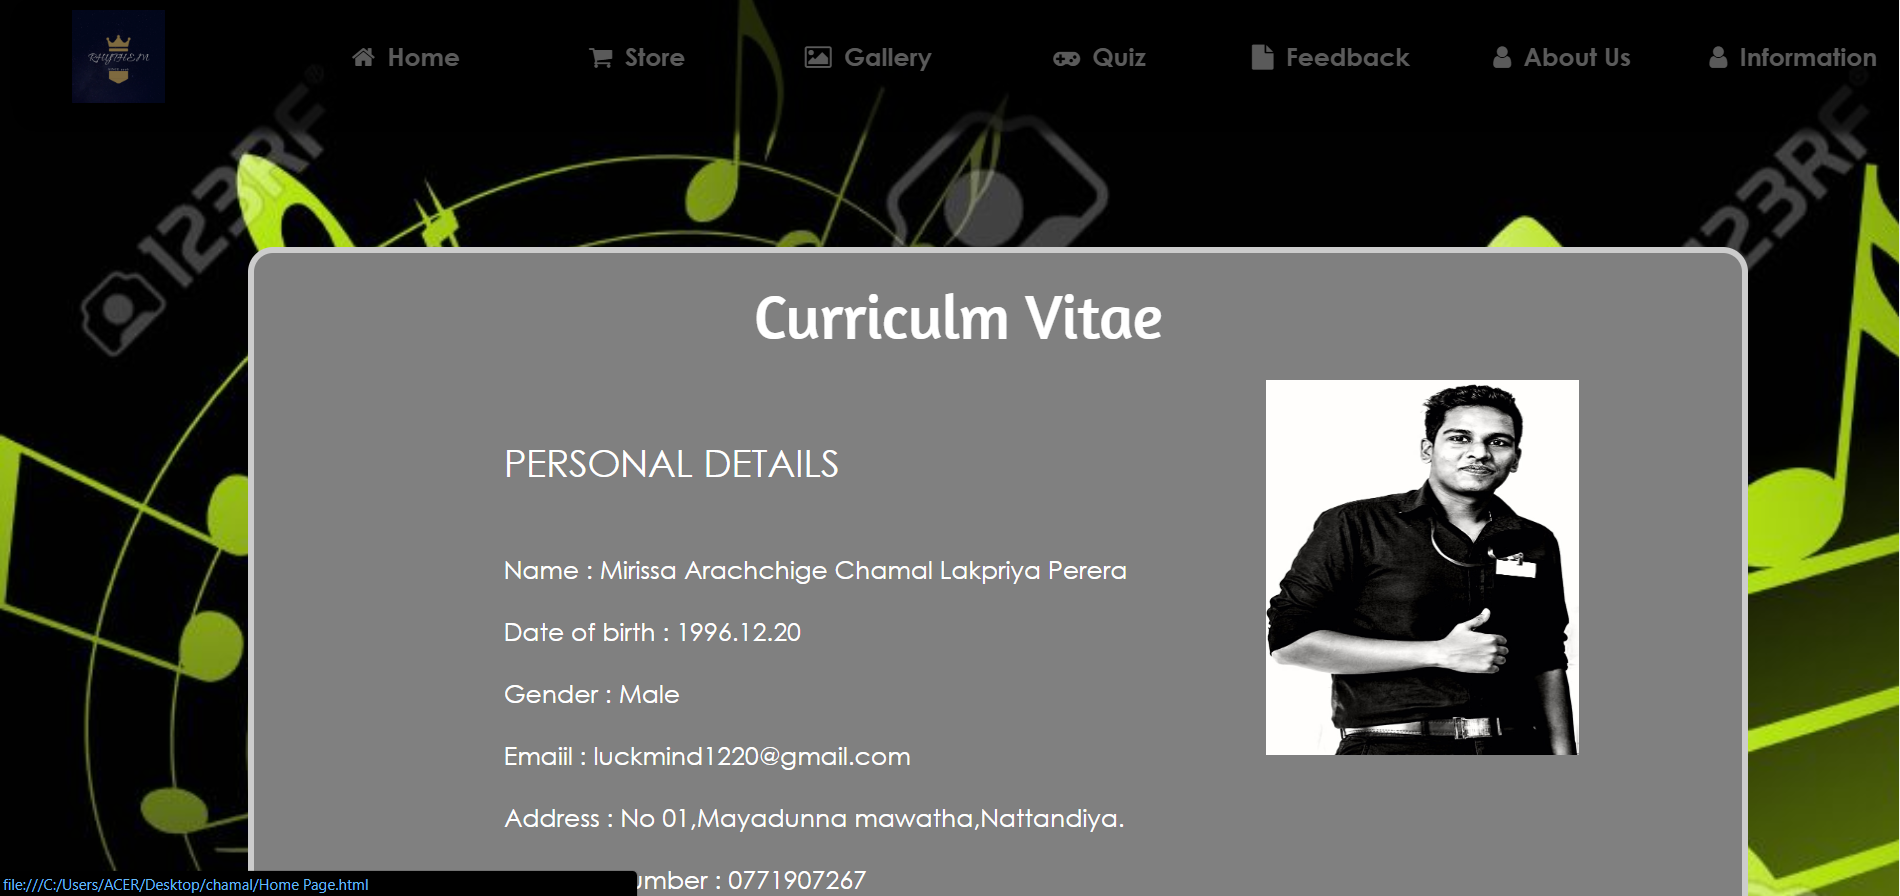 RHYTHEM
Home
Store
Gallery
Quiz
Feedback
About Us
Information
123RF
123RF
Curriculm Vitae
PERSONAL DETAILS
Name : Mirissa Arachchige Chamal Lakpriya Perera
Date of birth : 1996.12.20
Gender : Male
Emaiil : luckmind1220@gmail.com
Address : No 01,Mayadunna mawatha,Nattandiya.
umber : 0771907267
file:///C:/Users/ACER/Desktop/chamal/Home Page.html